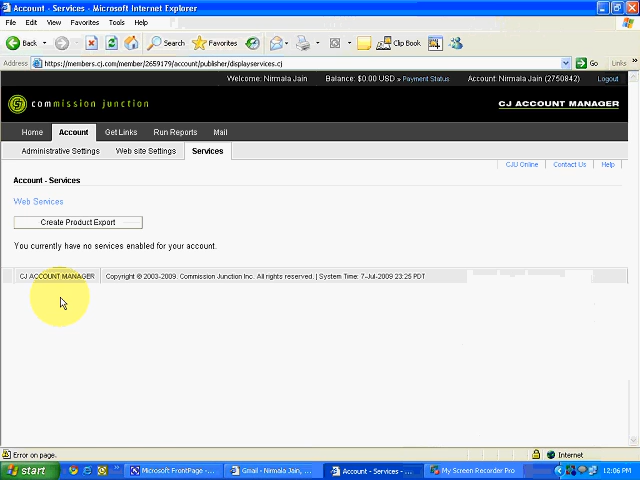 Account - Services - Microsoft Internet Explorer
File Edit View Favorites Tools Help
Back Search Favorites Clip Book
Address https://members.cj.com/member/2659179/account/publisher/displayservices.cj Go Links »
Welcome: Nirmala Jain Balance: $0.00 USD » Payment Status Account: Nirmala Jain (2750842) Logout
commission junction CJ ACCOUNT MANAGER
Home Account Get Links Run Reports Mail
Administrative Settings Web site Settings Services
CJU Online Contact Us Help
Account - Services
Web Services
Create Product Export
You currently have no services enabled for your account.
CJ ACCOUNT MANAGER Copyright © 2003-2009. Commission Junction Inc. All rights reserved. | System Time: 7-Jul-2009 23:25 PDT
Error on page. Internet
start Microsoft FrontPage -... Gmail - Nirmala Jain, ... Account - Services - ... My Screen Recorder Pro 12:06 PM